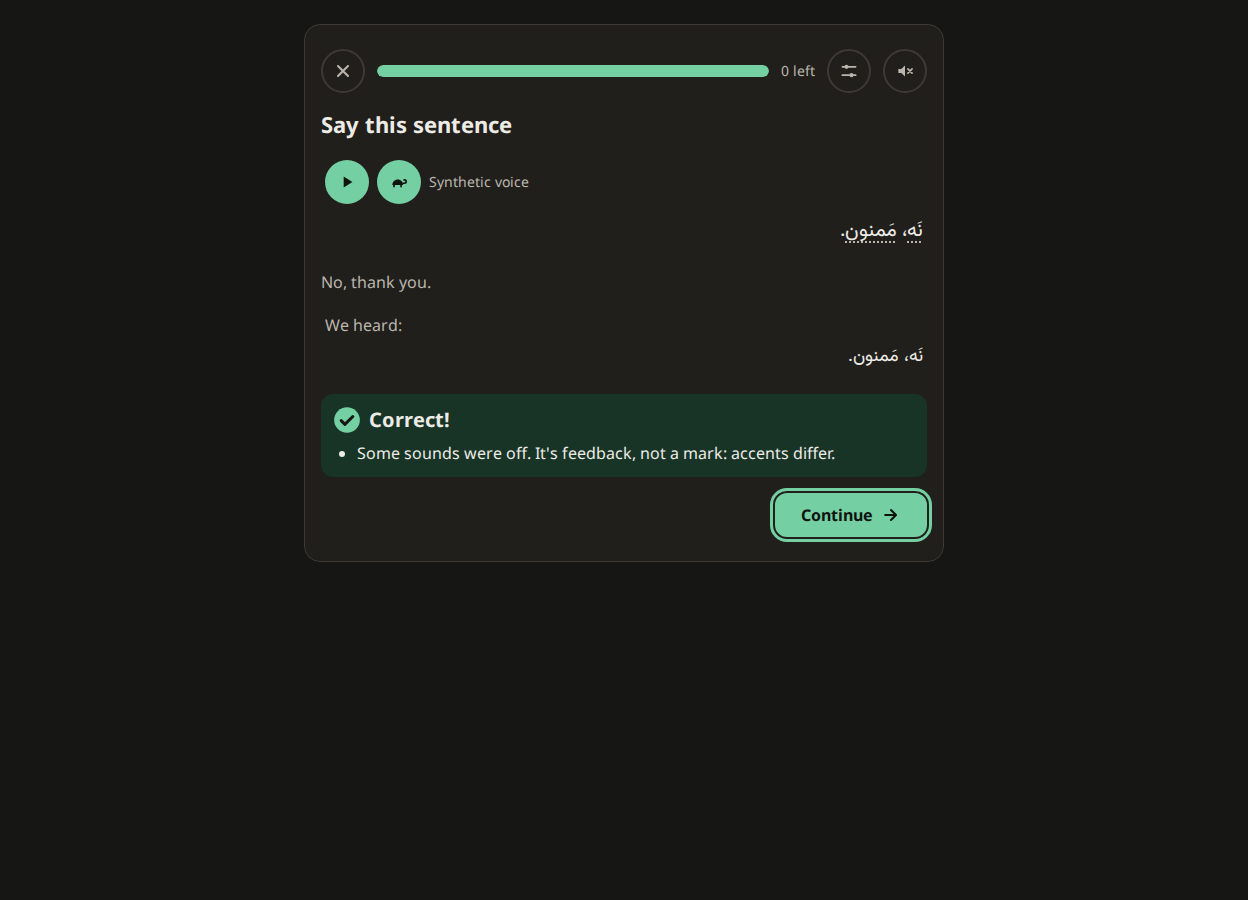 0 left
Say this sentence
Synthetic voice
نَه، مَمنونِ.
No, thank you.
We heard:
نَه، مَمنون.
Correct!
Some sounds were off. It's feedback, not a mark: accents differ.
Continue